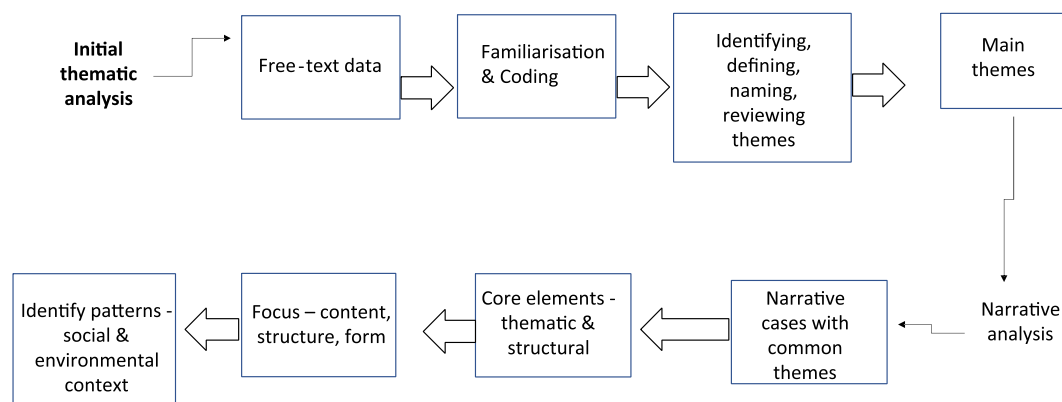 Initial
thematic
analysis
Free-text data
Familiarisation
& Coding
Identifying,
defining,
naming,
reviewing
themes
Main
themes
Narrative
analysis
Narrative
cases with
common
themes
Core elements -
thematic &
structural
Focus – content,
structure, form
Identify patterns -
social &
environmental
context